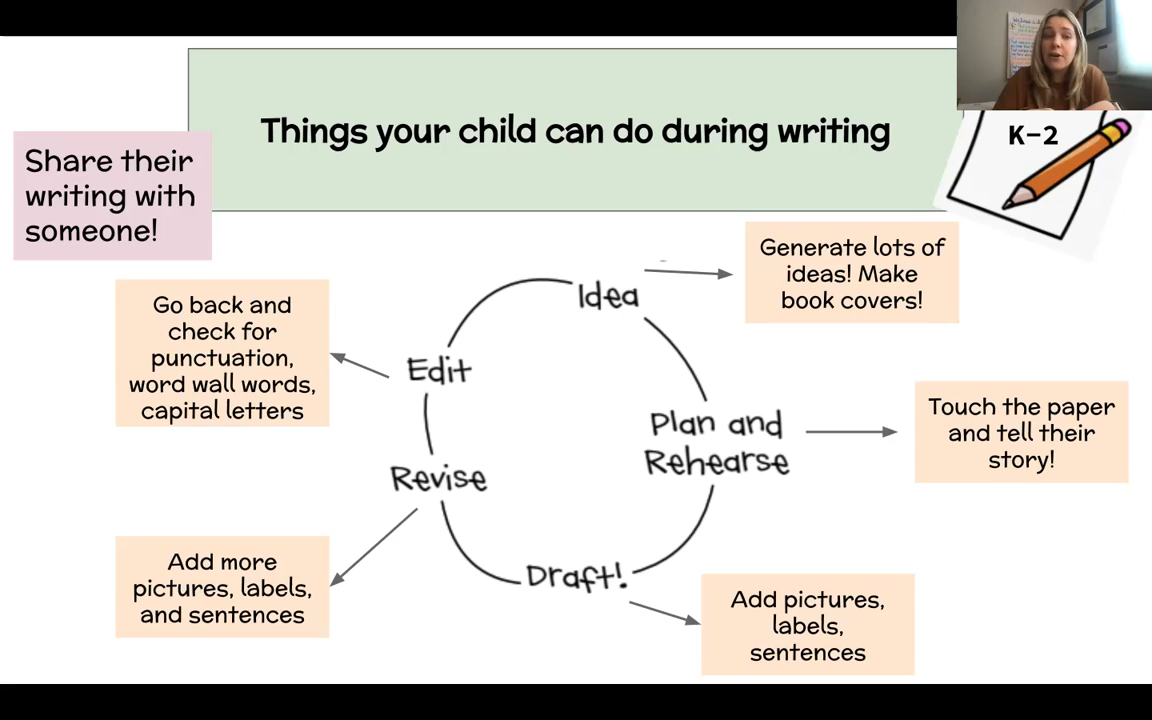 Things your child can do during writing
K-2
Share their
writing with
someone!
Idea
Generate lots of
ideas! Make
book covers!
Plan and
Rehearse
Touch the paper
and tell their
story!
Draft!
Add pictures,
labels,
sentences
Revise
Add more
pictures, labels,
and sentences
Edit
Go back and
check for
punctuation,
word wall words,
capital letters